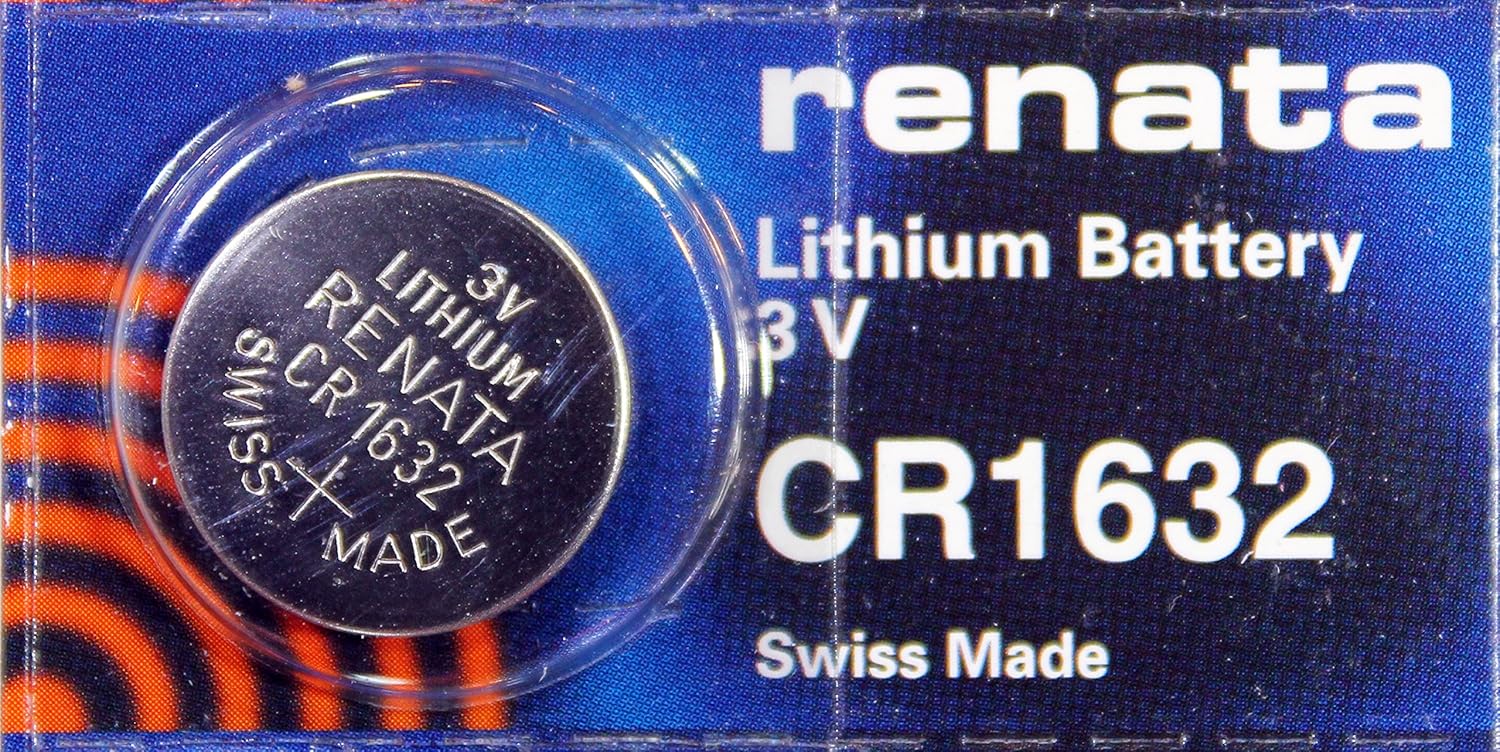 3V
LITHIUM
RENATA
CR 1632
SWISS + MADE
renata
Lithium Battery
3 V
CR1632
Swiss Made